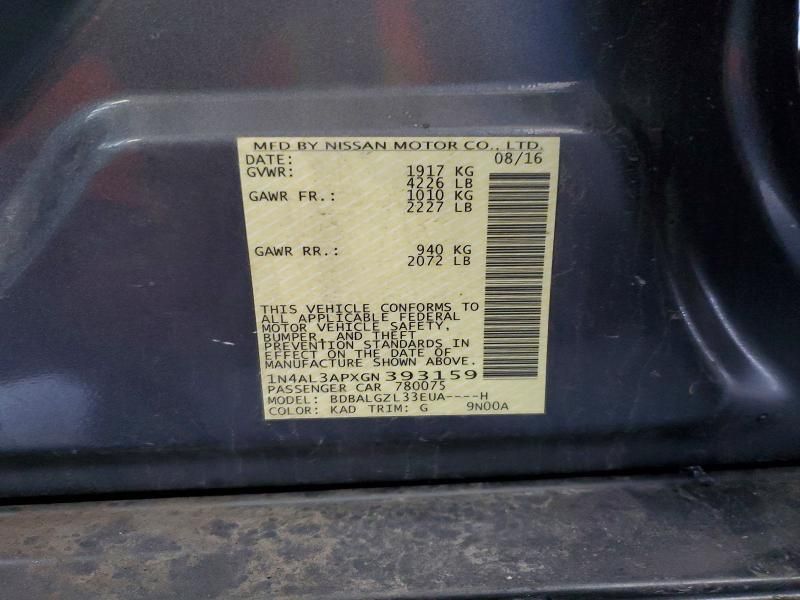 MFD BY NISSAN MOTOR CO., LTD.
DATE: 08/16
GVWR: 1917 KG
4226 LB
GAWR FR.: 1010 KG
2227 LB
GAWR RR.: 940 KG
2072 LB
THIS VEHICLE CONFORMS TO
ALL APPLICABLE FEDERAL
MOTOR VEHICLE SAFETY,
BUMPER, AND THEFT
PREVENTION STANDARDS IN
EFFECT ON THE DATE OF
MANUFACTURE SHOWN ABOVE.
1N4AL3APXGN393159
PASSENGER CAR 780075
MODEL: BDBALGZL33EUA----H
COLOR: KAD TRIM: G 9N00A